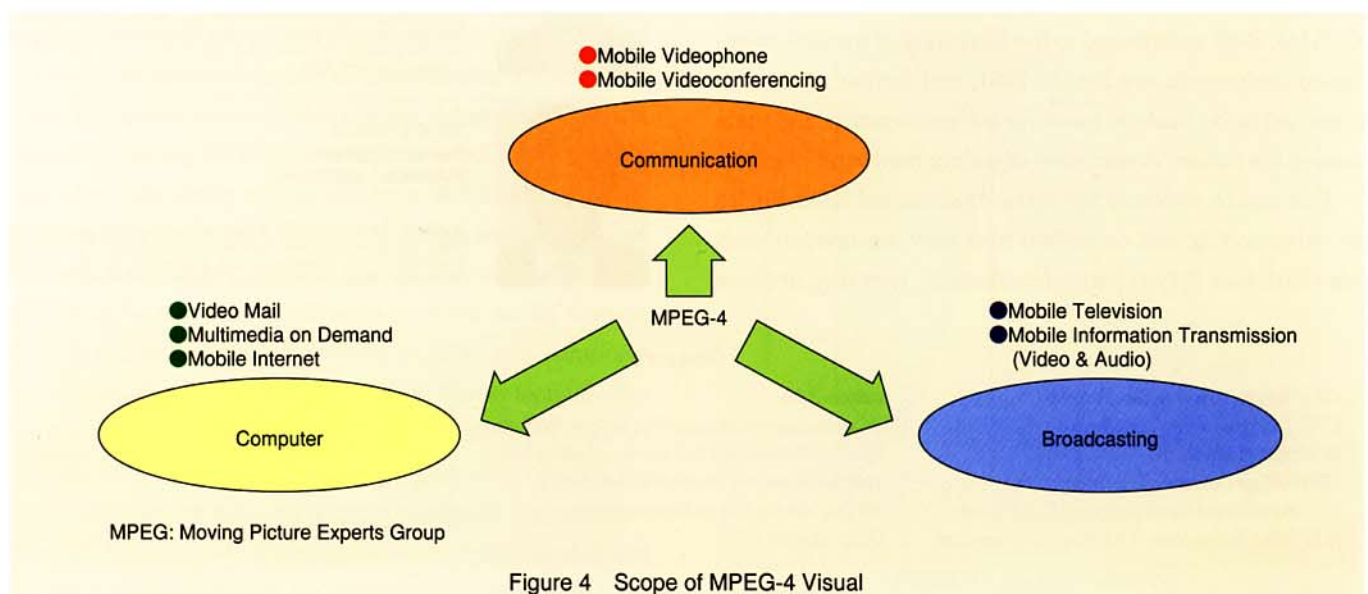 ●Mobile Videophone
●Mobile Videoconferencing
Communication
MPEG-4
●Video Mail
●Multimedia on Demand
●Mobile Internet
Computer
●Mobile Television
●Mobile Information Transmission
(Video & Audio)
Broadcasting
MPEG: Moving Picture Experts Group
Figure 4 Scope of MPEG-4 Visual